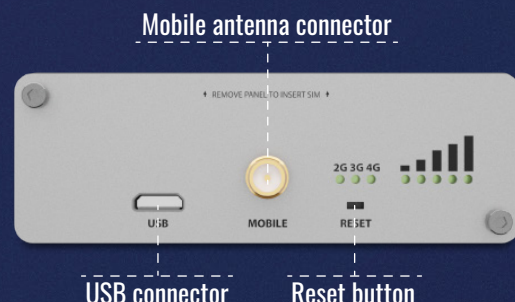 Mobile antenna connector
REMOVE PANEL TO INSERT SIM
2G 3G 4G
USB
MOBILE
RESET
USB connector
Reset button